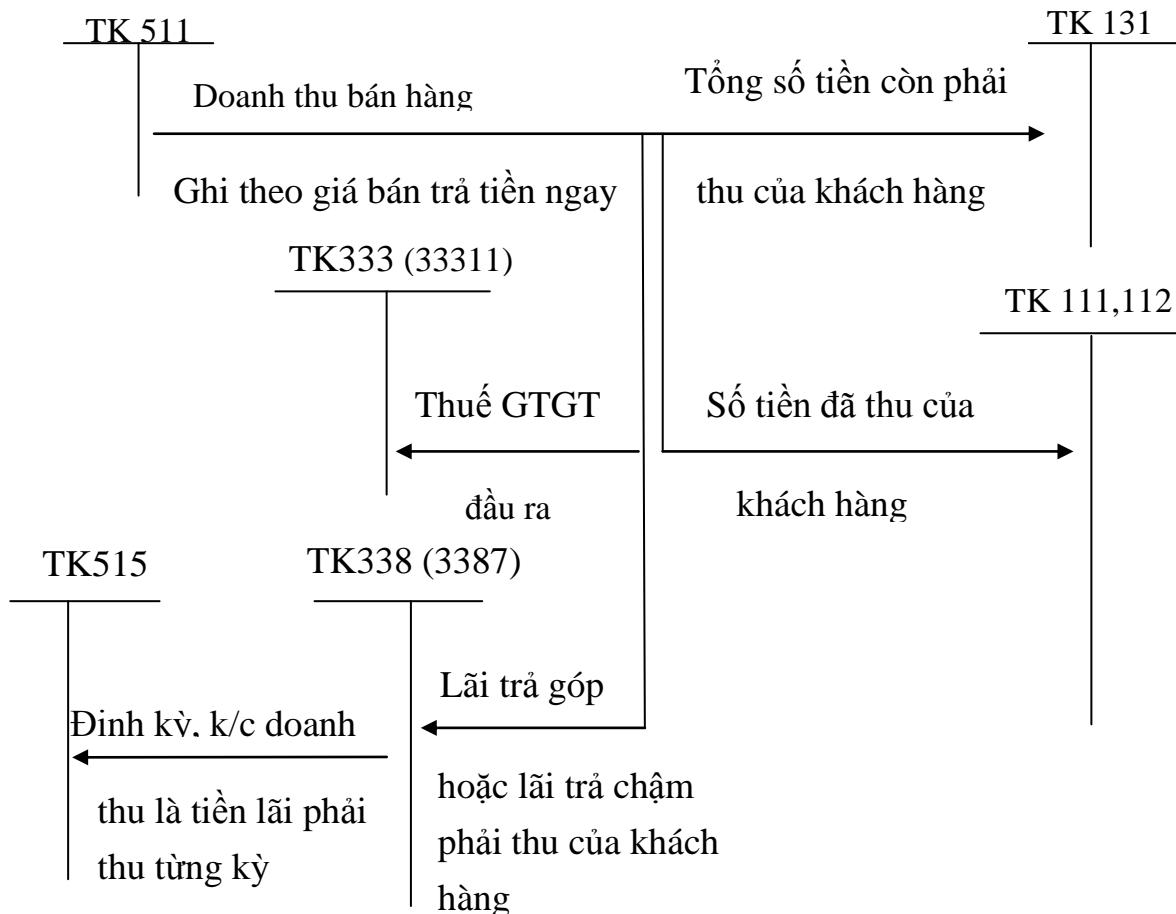 TK 511
TK 131
Doanh thu bán hàng
Tổng số tiền còn phải
Ghi theo giá bán trả tiền ngay
thu của khách hàng
TK333 (33311)
TK 111,112
Thuế GTGT
Số tiền đã thu của
đầu ra
khách hàng
TK515
TK338 (3387)
Lãi trả góp
Đinh kỳ, k/c doanh
hoặc lãi trả chậm
thu là tiền lãi phải
phải thu của khách
thu từng kỳ
hàng